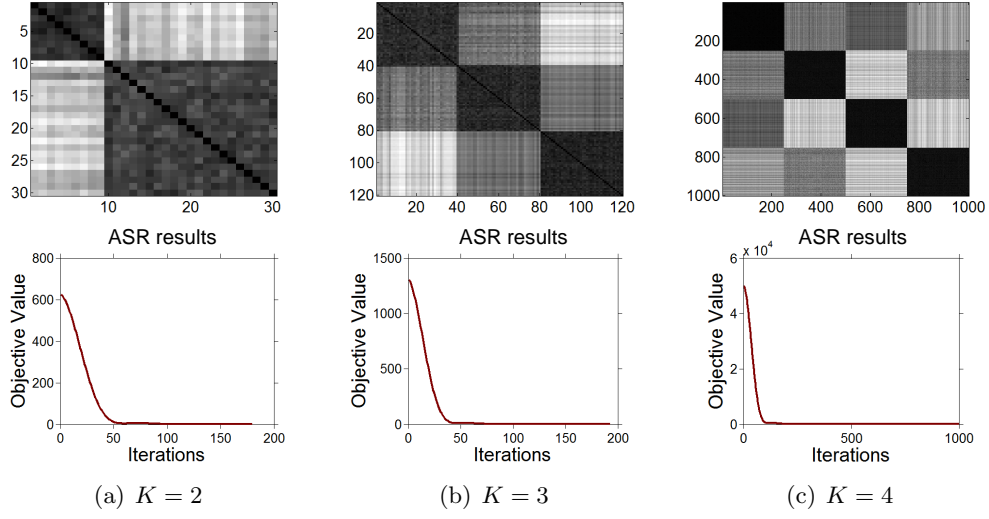 5
10
15
20
25
30
10 20 30
20
40
60
80
100
120
20 40 60 80 100 120
200
400
600
800
1000
200 400 600 800 1000
ASR results
800
600
400
200
0
Objective Value
0 50 100 150 200
Iterations
ASR results
1500
1000
500
0
Objective Value
0 50 100 150 200
Iterations
ASR results
x 10^4
6
4
2
0
Objective Value
0 500 1000
Iterations
(a) K = 2
(b) K = 3
(c) K = 4